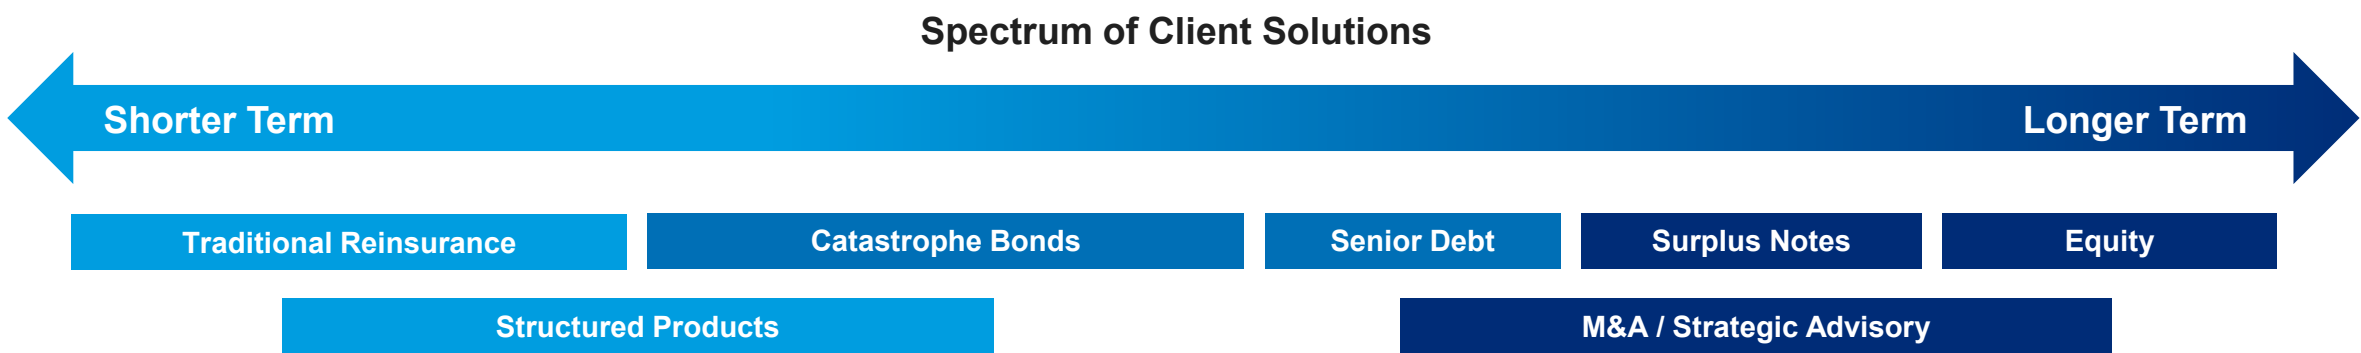 Spectrum of Client Solutions
Shorter Term
Longer Term
Traditional Reinsurance
Catastrophe Bonds
Senior Debt
Surplus Notes
Equity
Structured Products
M&A / Strategic Advisory